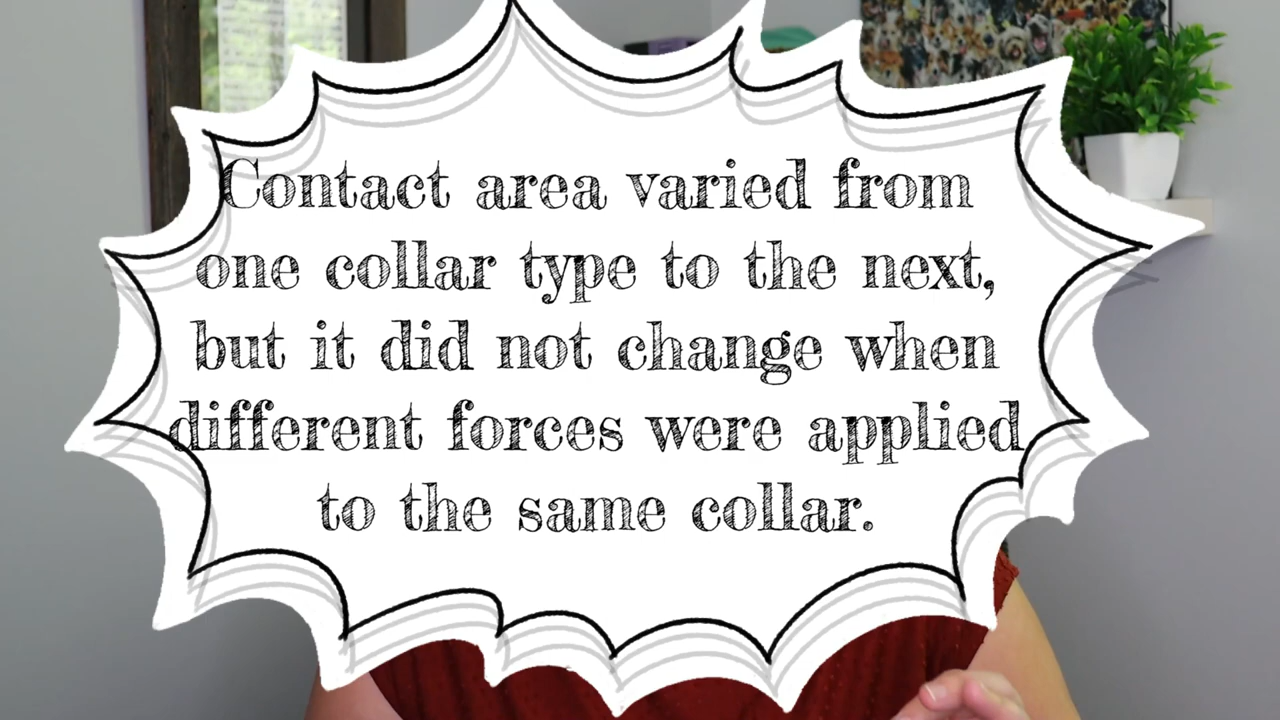 Contact area varied from
one collar type to the next,
but it did not change when
different forces were applied
to the same collar.